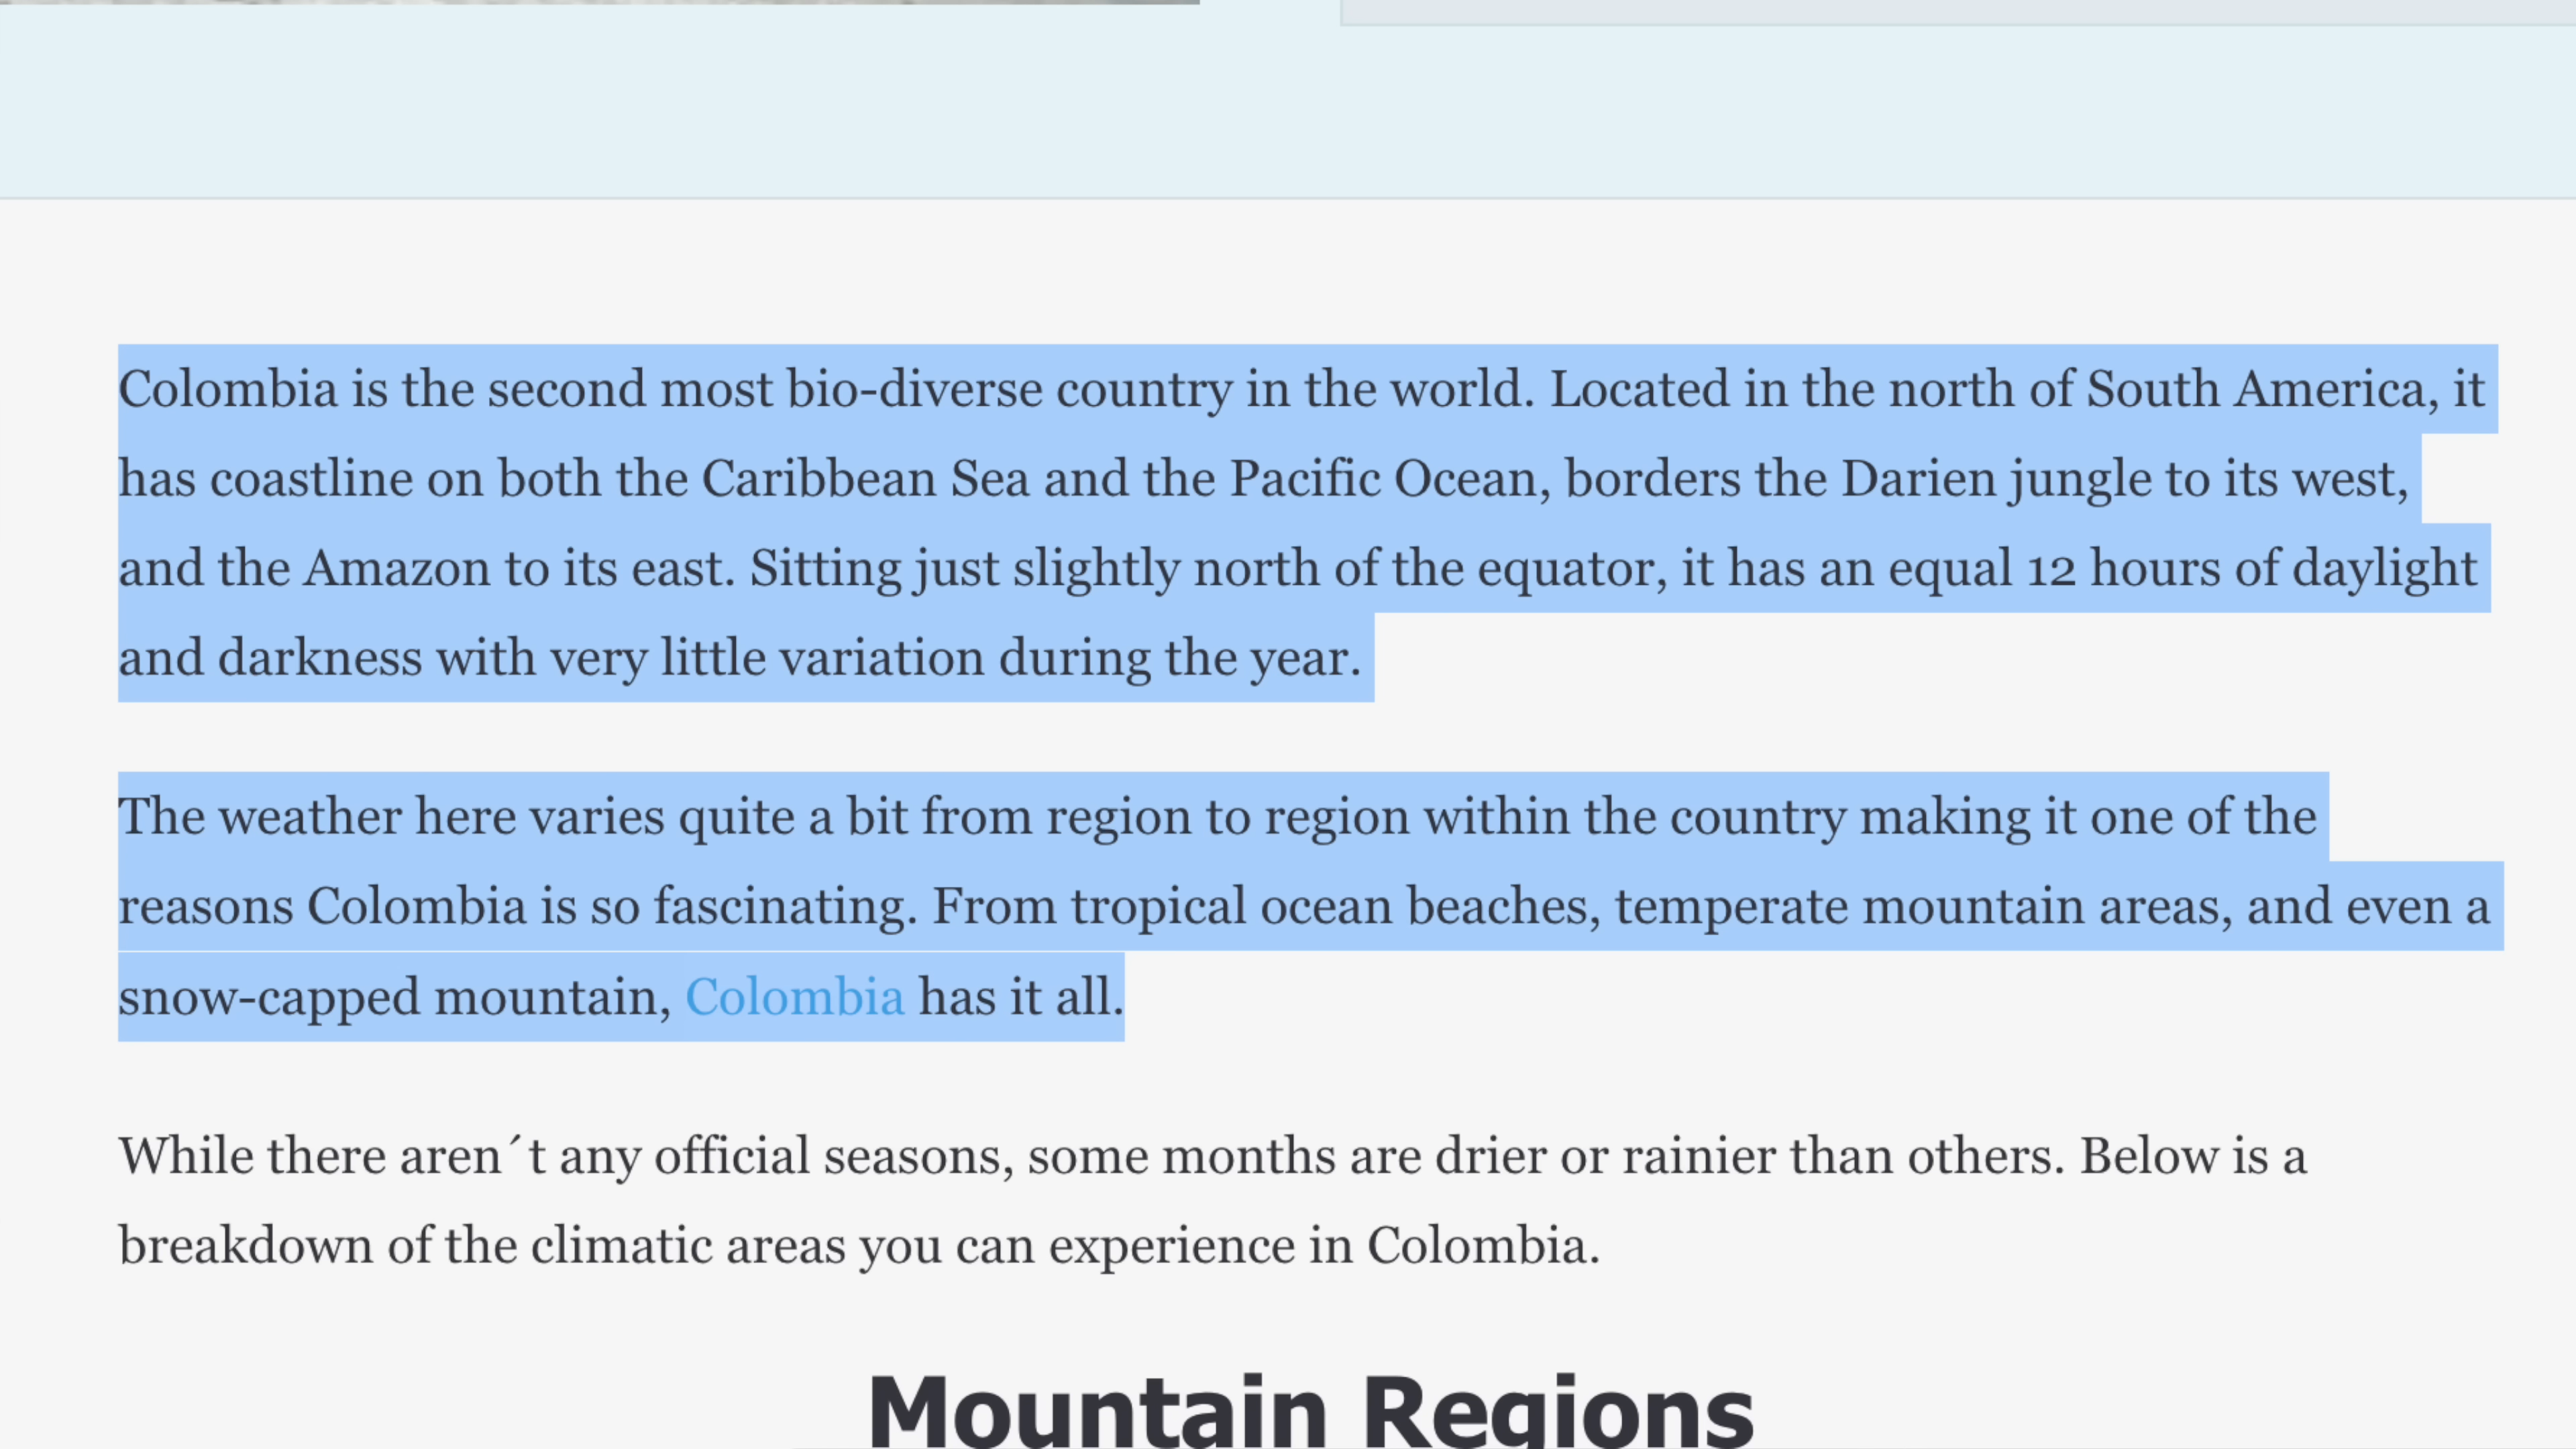 Colombia is the second most bio-diverse country in the world. Located in the north of South America, it
has coastline on both the Caribbean Sea and the Pacific Ocean, borders the Darien jungle to its west,
and the Amazon to its east. Sitting just slightly north of the equator, it has an equal 12 hours of daylight
and darkness with very little variation during the year.
The weather here varies quite a bit from region to region within the country making it one of the
reasons Colombia is so fascinating. From tropical ocean beaches, temperate mountain areas, and even a
snow-capped mountain, Colombia has it all.
While there aren´t any official seasons, some months are drier or rainier than others. Below is a
breakdown of the climatic areas you can experience in Colombia.
Mountain Regions